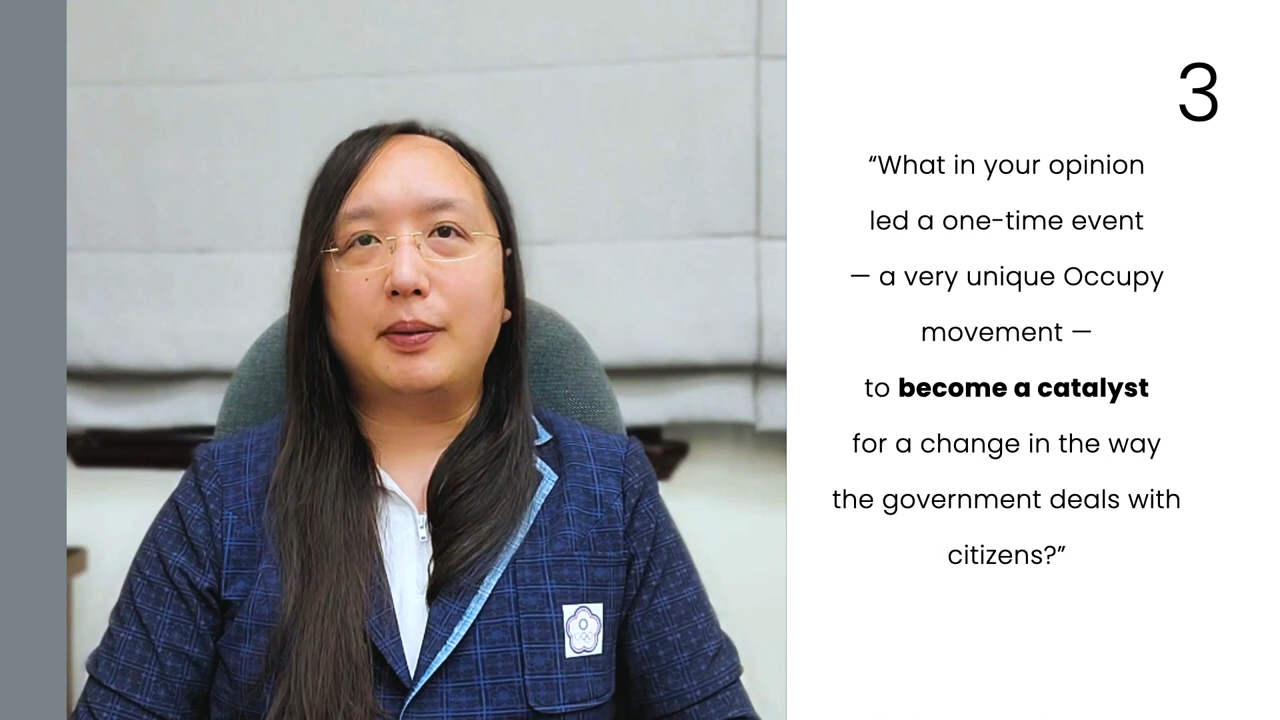 3
“What in your opinion
led a one-time event
— a very unique Occupy
movement —
to become a catalyst
for a change in the way
the government deals with
citizens?”